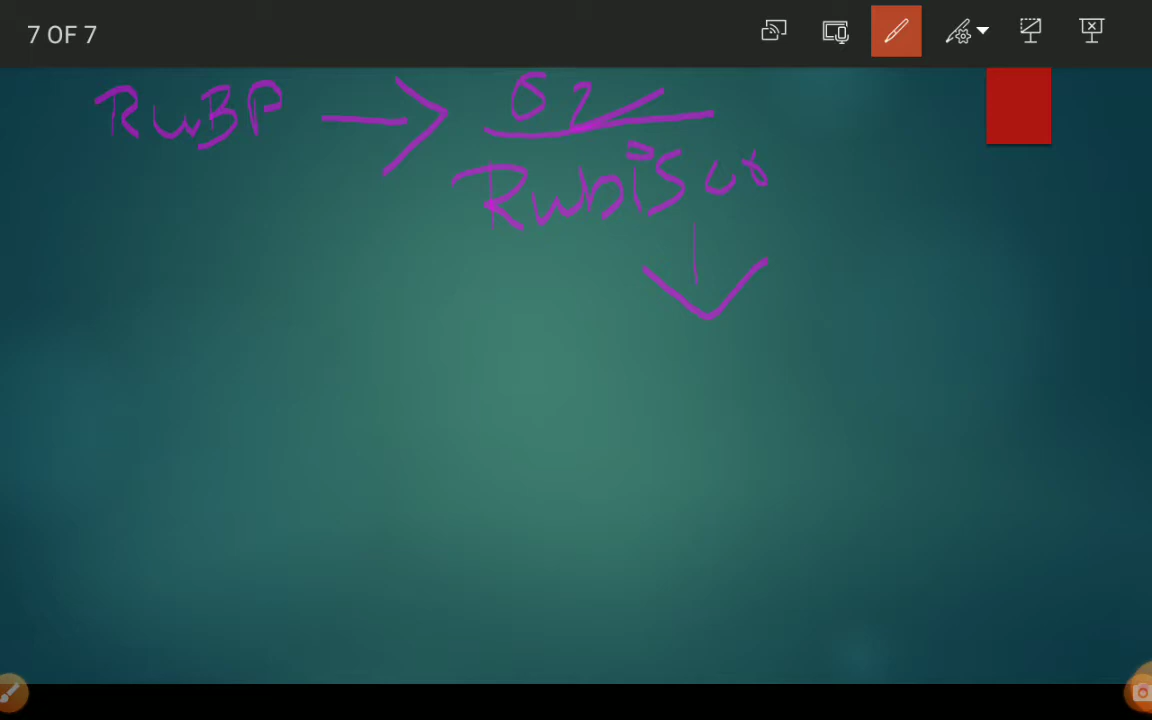 7 OF 7
RuBP → O2
Rubisco